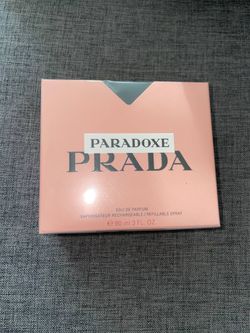 PARADOXE
PRADA
EAU DE PARFUM
VAPORISATEUR RECHARGEABLE / REFILLABLE SPRAY
℮ 90 ml 3 FL. OZ.